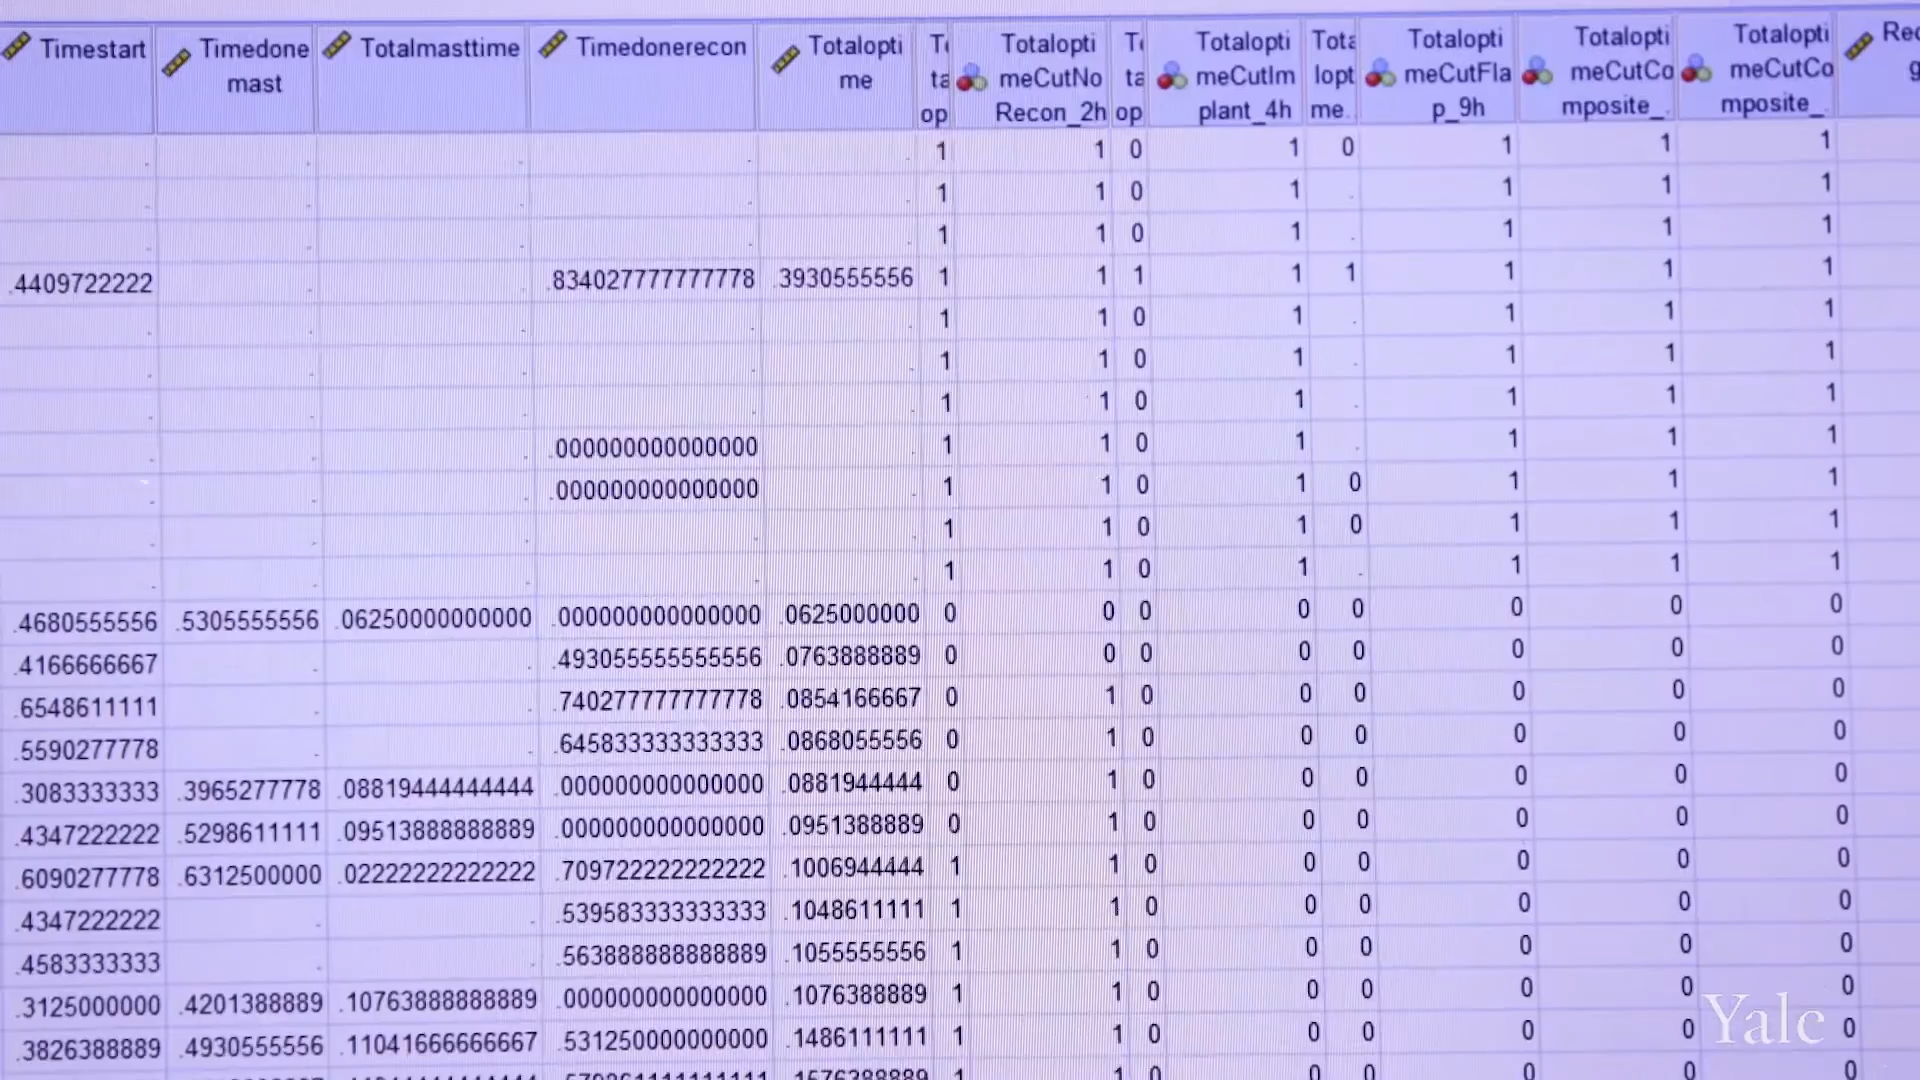 Timestart Timedone mast Totalmasttime Timedonerecon Totalopti me ta op Totalopti meCutNo Recon_2h ta op Totalopti meCutIm plant_4h Tota lopt me. Totalopti meCutFla p_9h Totalopti meCutCo mposite_. Totalopti meCutCo mposite_. Rec g
. . . . . 1 1 0 1 0 1 1 1
. . . . . 1 1 0 1 . 1 1 1
. . . . . 1 1 0 1 . 1 1 1
.4409722222 . . .834027777777778 .3930555556 1 1 1 1 1 1 1 1
. . . . . 1 1 0 1 . 1 1 1
. . . . . 1 1 0 1 . 1 1 1
. . . . . 1 1 0 1 . 1 1 1
. . . .000000000000000 . 1 1 0 1 . 1 1 1
. . . .000000000000000 . 1 1 0 1 0 1 1 1
. . . . . 1 1 0 1 0 1 1 1
. . . . . 1 1 0 1 . 1 1 1
.4680555556 .5305555556 .06250000000000 .000000000000000 .0625000000 0 0 0 0 0 0 0 0
.4166666667 . . .493055555555556 .0763888889 0 0 0 0 0 0 0 0
.6548611111 . . .740277777777778 .0854166667 0 1 0 0 0 0 0 0
.5590277778 . . .645833333333333 .0868055556 0 1 0 0 0 0 0 0
.3083333333 .3965277778 .08819444444444 .000000000000000 .0881944444 0 1 0 0 0 0 0 0
.4347222222 .5298611111 .09513888888889 .000000000000000 .0951388889 0 1 0 0 0 0 0 0
.6090277778 .6312500000 .02222222222222 .709722222222222 .1006944444 1 1 0 0 0 0 0 0
.4347222222 . . .539583333333333 .1048611111 1 1 0 0 0 0 0 0
.4583333333 . . .563888888888889 .1055555556 1 1 0 0 0 0 0 0
.3125000000 .4201388889 .10763888888889 .000000000000000 .1076388889 1 1 0 0 0 0 0 0
.3826388889 .4930555556 .11041666666667 .531250000000000 .1486111111 1 1 0 0 0 0 0 0
Yale